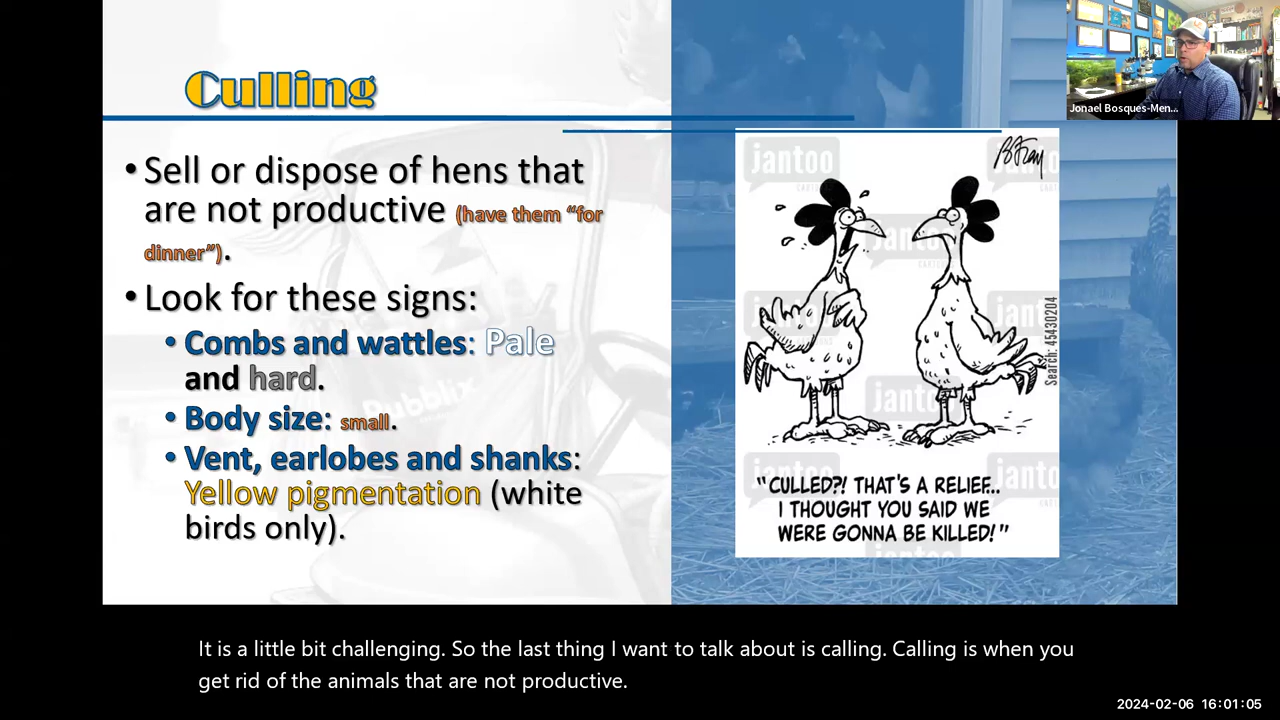 Culling
• Sell or dispose of hens that
are not productive (have them “for
dinner”).
• Look for these signs:
• Combs and wattles: Pale
and hard.
• Body size: small.
• Vent, earlobes and shanks:
Yellow pigmentation (white
birds only).
Publix
jantoo
jantoo
CARTOONS
jantoo
jantoo
jantoo
jantoo
jantoo
Search: 45430204
"CULLED?! THAT'S A RELIEF...
I THOUGHT YOU SAID WE
WERE GONNA BE KILLED!"
Jonael Bosques-Men...
It is a little bit challenging. So the last thing I want to talk about is calling. Calling is when you
get rid of the animals that are not productive.
2024-02-06 16:01:05